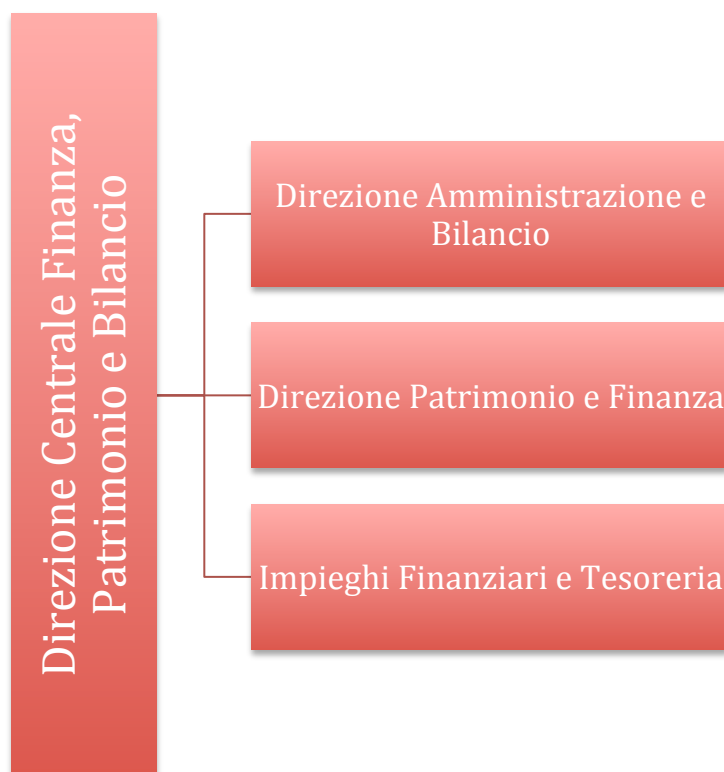 Direzione Centrale Finanza,
Patrimonio e Bilancio
Direzione Amministrazione e
Bilancio
Direzione Patrimonio e Finanza
Impieghi Finanziari e Tesoreria